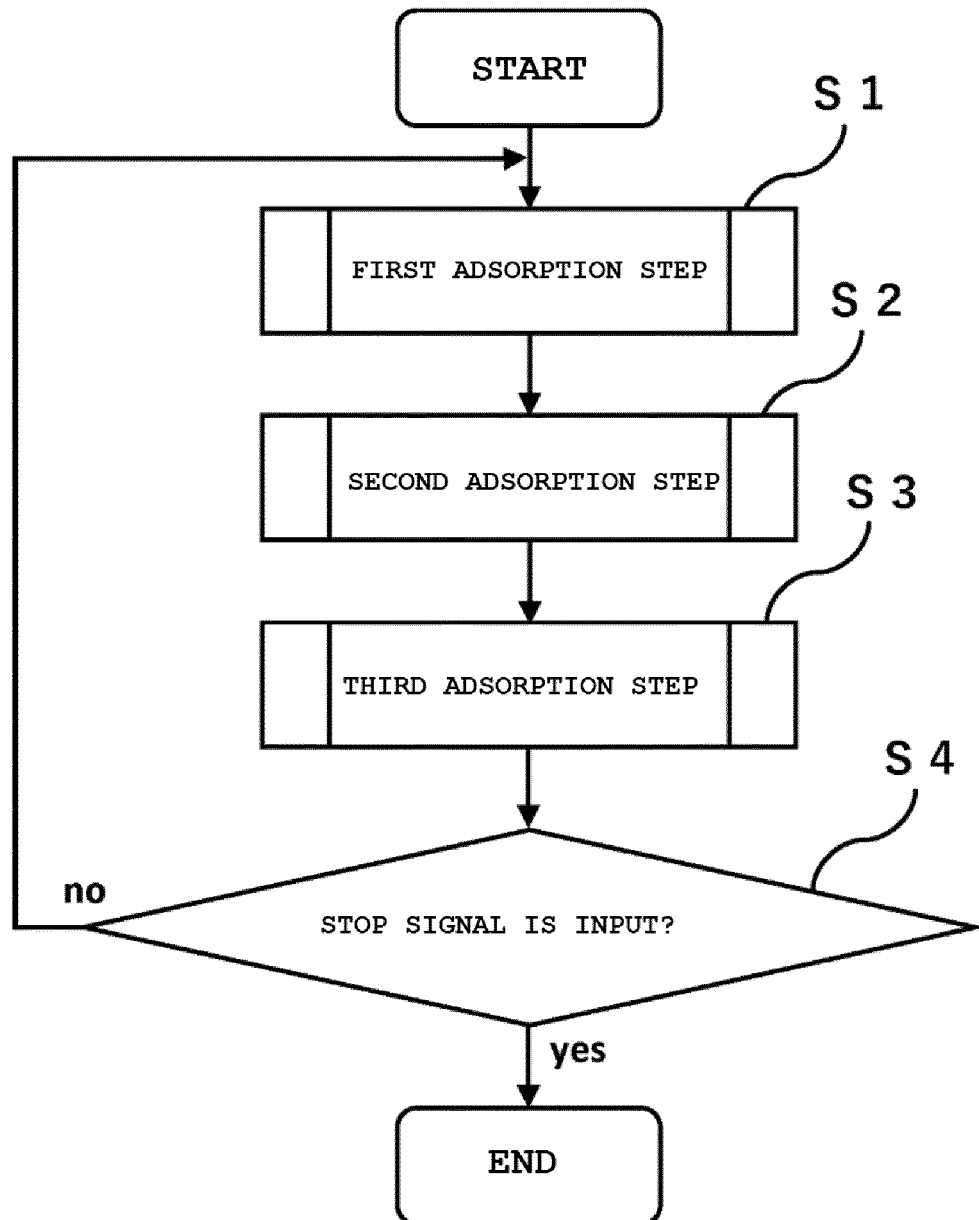 START
S 1
FIRST ADSORPTION STEP
S 2
SECOND ADSORPTION STEP
S 3
THIRD ADSORPTION STEP
S 4
no
STOP SIGNAL IS INPUT?
yes
END